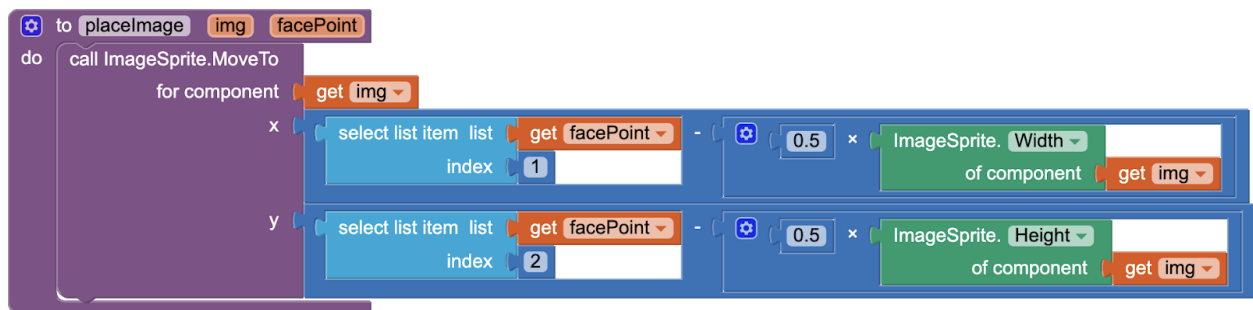 to placeImage img facePoint
do call ImageSprite.MoveTo
for component get img
x select list item list get facePoint - 0.5 × ImageSprite. Width
index 1 of component get img
y select list item list get facePoint - 0.5 × ImageSprite. Height
index 2 of component get img